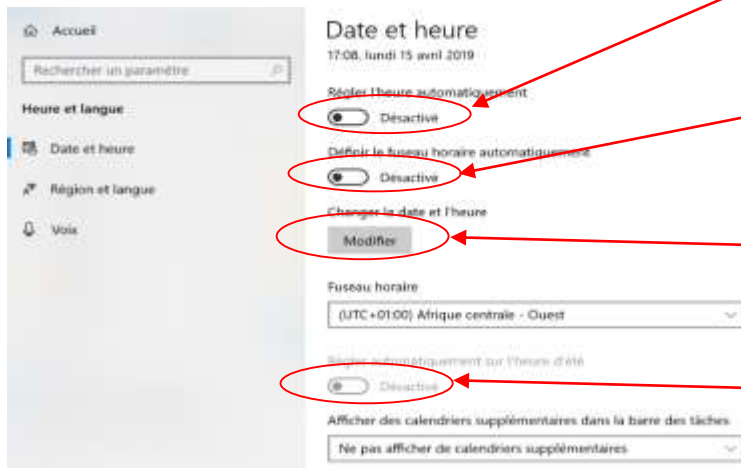 Accueil
Rechercher un paramètre
Heure et langue
Date et heure
Région et langue
Voix
Date et heure
17:08, lundi 15 avril 2019
Régler l'heure automatiquement
Désactivé
Définir le fuseau horaire automatiquement
Désactivé
Changer la date et l'heure
Modifier
Fuseau horaire
(UTC+01:00) Afrique centrale - Ouest
Régler automatiquement sur l'heure d'été
Désactivé
Afficher des calendriers supplémentaires dans la barre des tâches
Ne pas afficher de calendriers supplémentaires